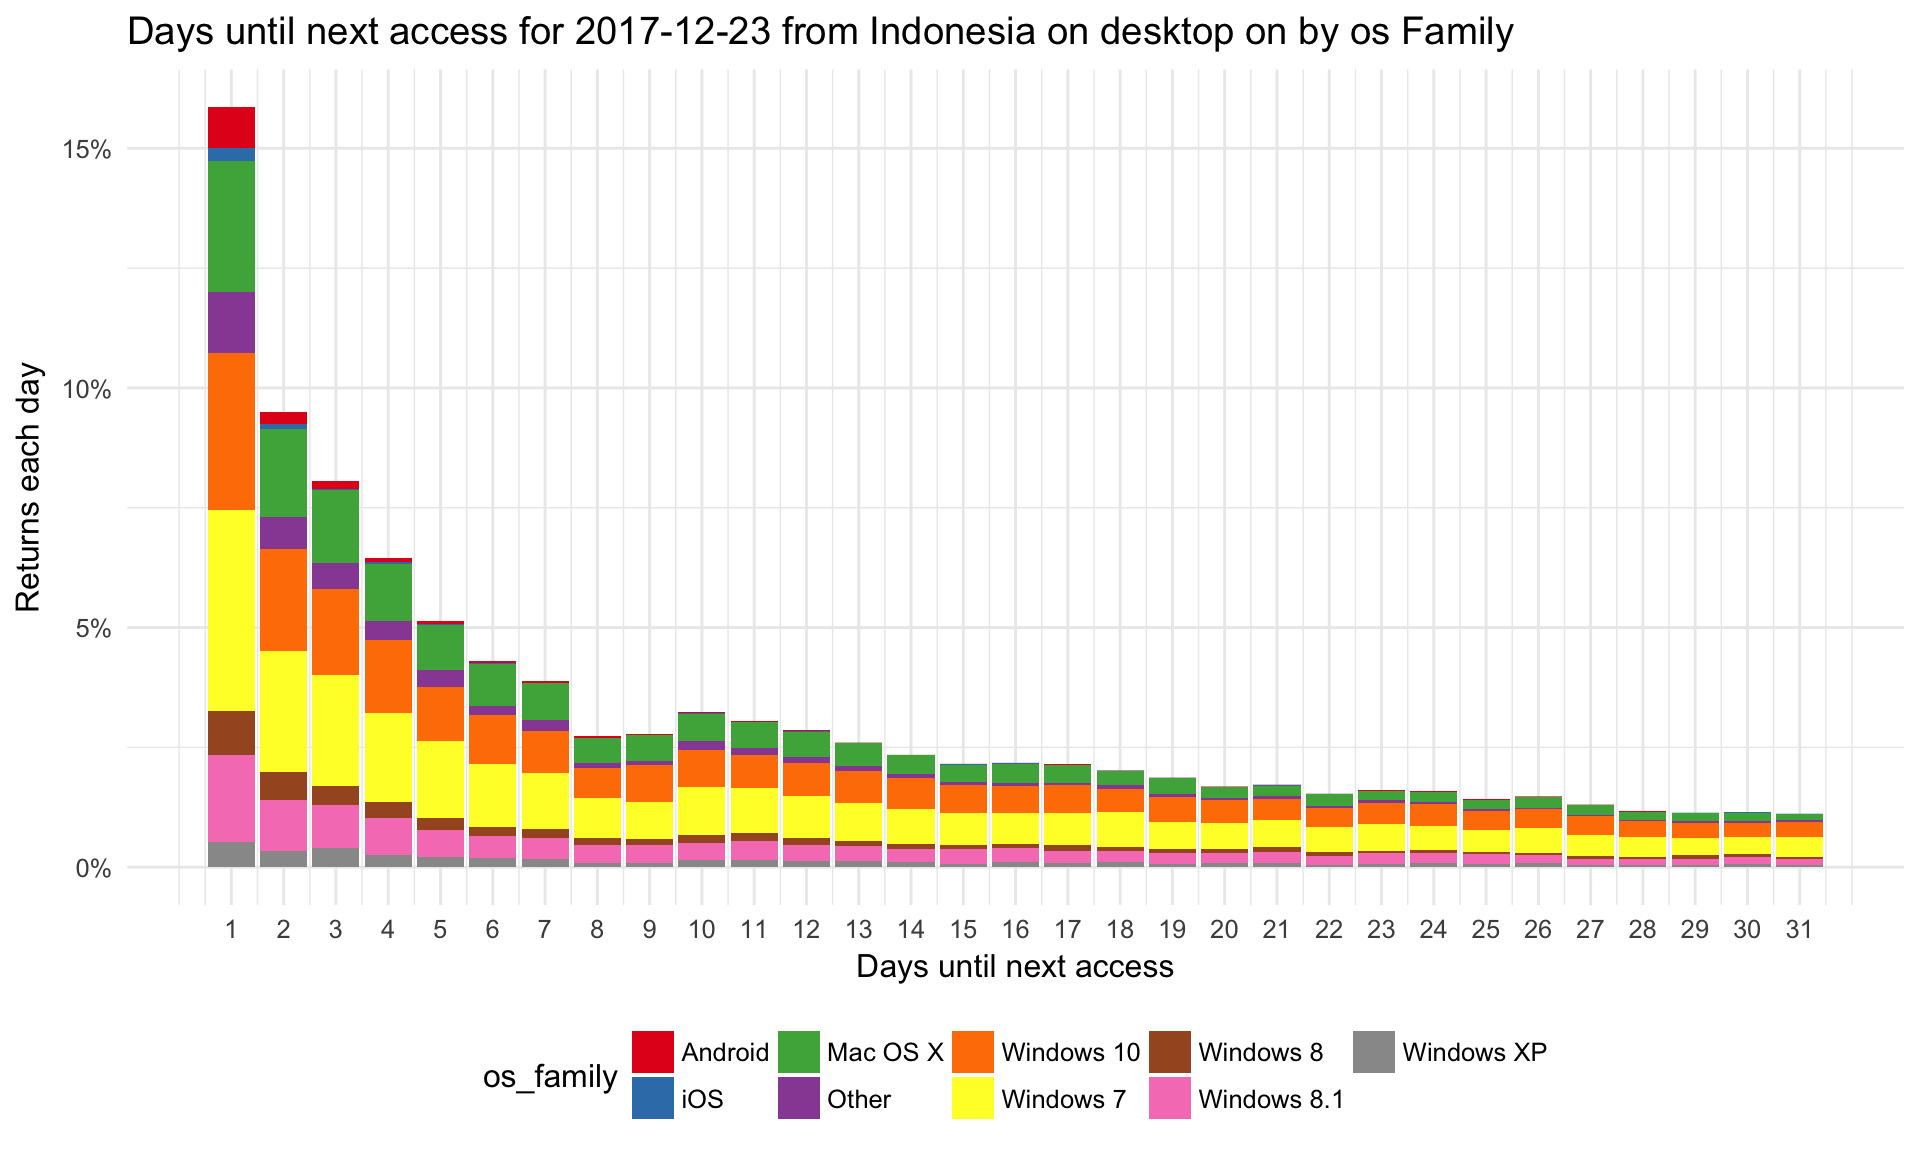 Days until next access for 2017-12-23 from Indonesia on desktop on by os Family
Returns each day
15%
10%
5%
0%
1 2 3 4 5 6 7 8 9 10 11 12 13 14 15 16 17 18 19 20 21 22 23 24 25 26 27 28 29 30 31
Days until next access
os_family
Android Mac OS X Windows 10 Windows 8 Windows XP
iOS Other Windows 7 Windows 8.1